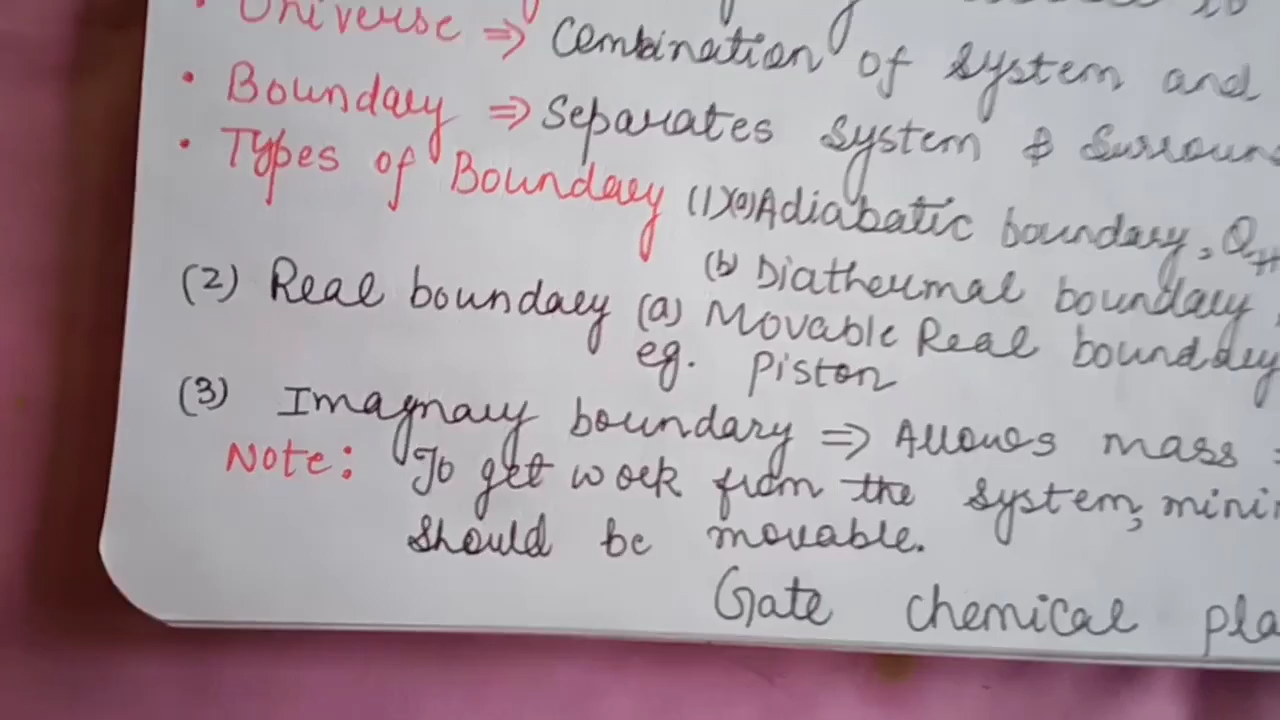 • Universe ⇒ Combination of system and
• Boundary ⇒ Separates system & Surroun
• Types of Boundary (1)(a) Adiabatic boundary, Q
(b) Diathermal boundary
(2) Real boundary (a) Movable Real bounddey
eg. Piston
(3) Imagnary boundary ⇒ Allows mass
Note: To get work from the system, mini
should be movable.
Gate chemical pla